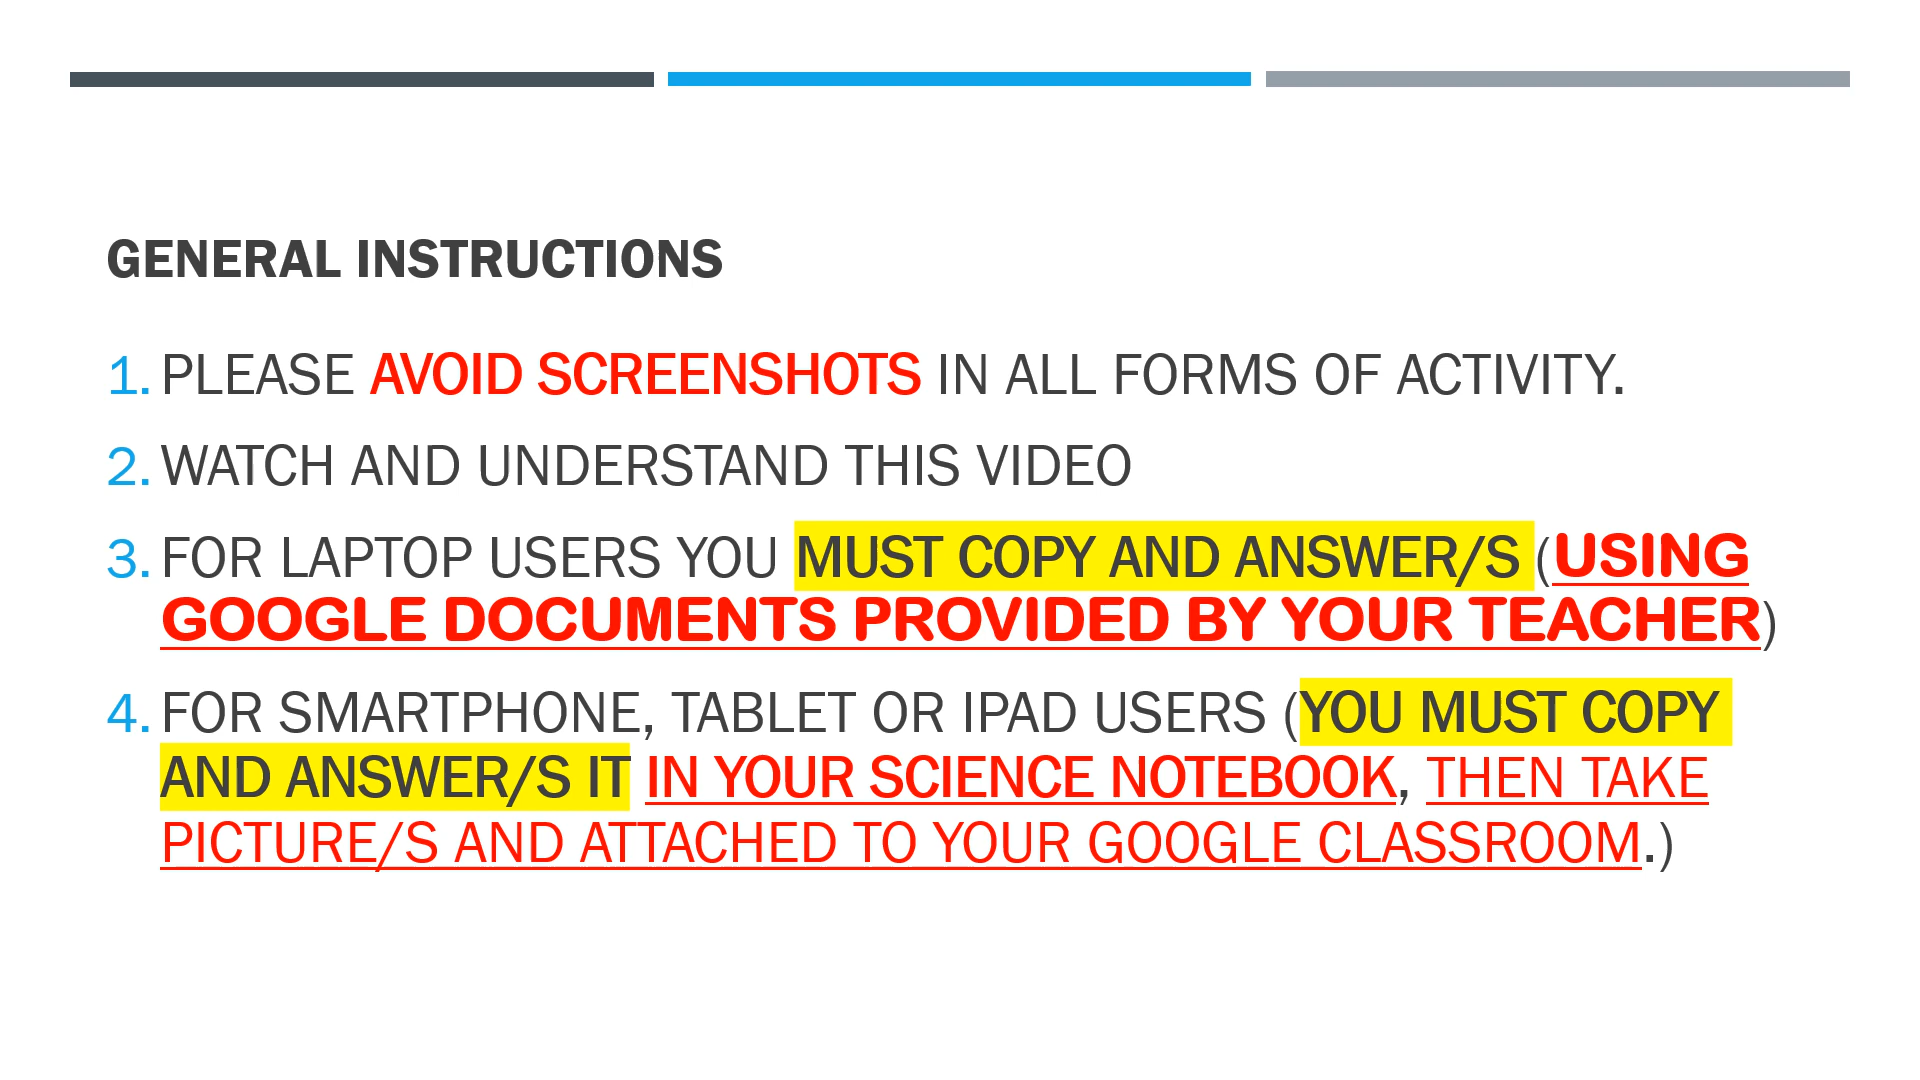 GENERAL INSTRUCTIONS
1. PLEASE AVOID SCREENSHOTS IN ALL FORMS OF ACTIVITY.
2. WATCH AND UNDERSTAND THIS VIDEO
3. FOR LAPTOP USERS YOU MUST COPY AND ANSWER/S (USING
GOOGLE DOCUMENTS PROVIDED BY YOUR TEACHER)
4. FOR SMARTPHONE, TABLET OR IPAD USERS (YOU MUST COPY
AND ANSWER/S IT IN YOUR SCIENCE NOTEBOOK, THEN TAKE
PICTURE/S AND ATTACHED TO YOUR GOOGLE CLASSROOM.)